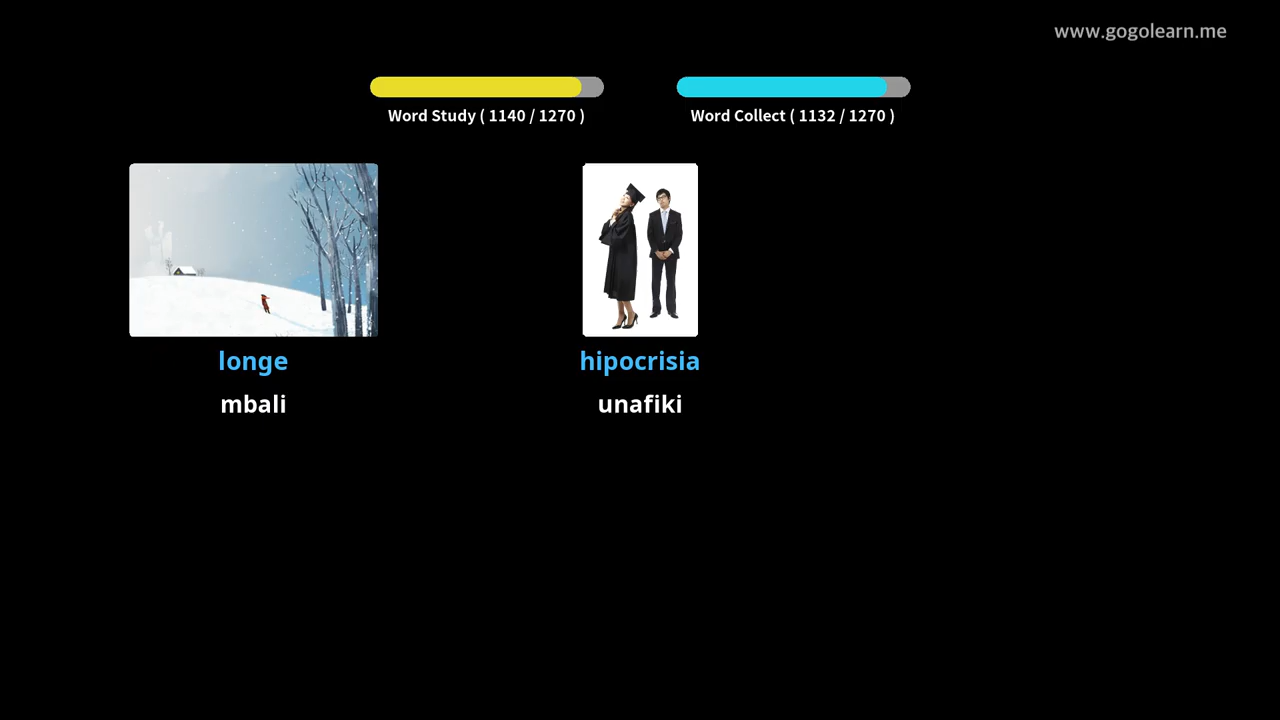 www.gogolearn.me
Word Study ( 1140 / 1270 )
Word Collect ( 1132 / 1270 )
longe
mbali
hipocrisia
unafiki